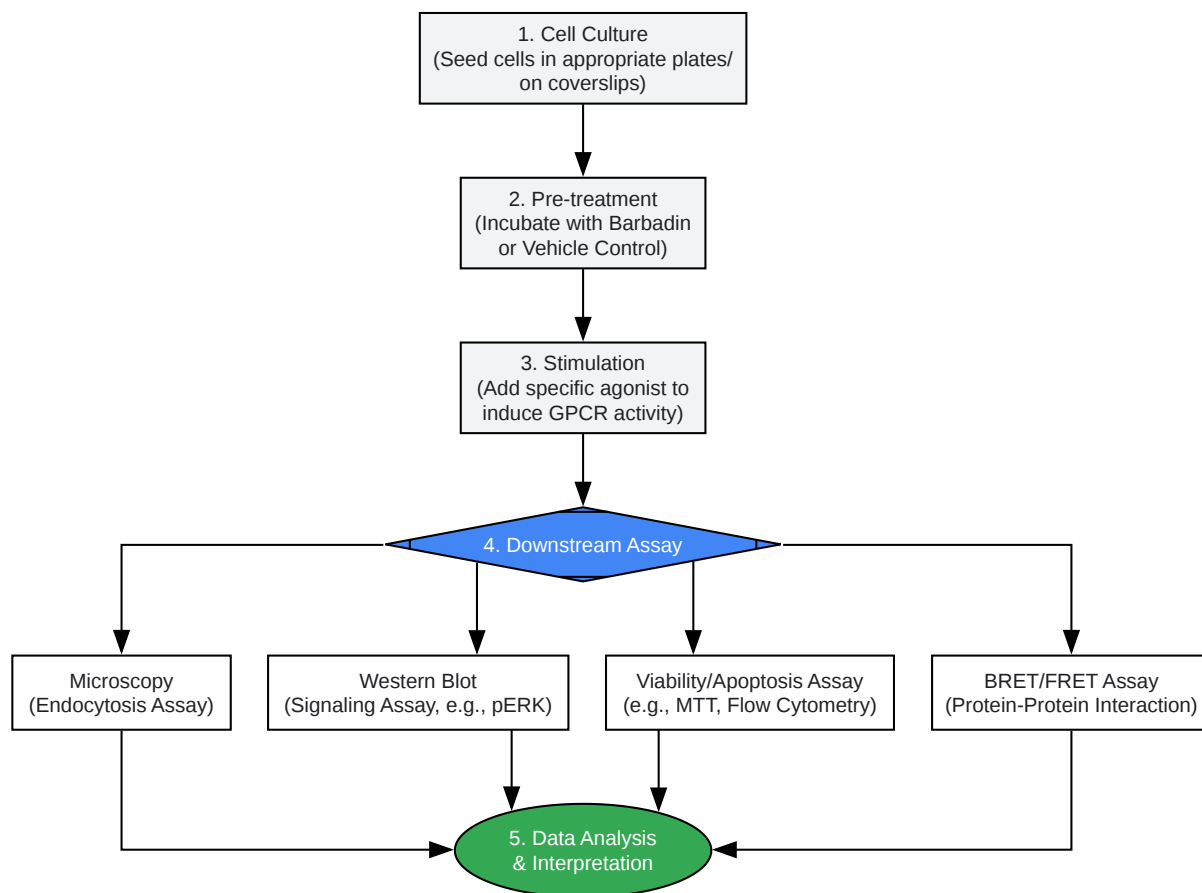 1. Cell Culture
(Seed cells in appropriate plates/
on coverslips)
2. Pre-treatment
(Incubate with Barbadin
or Vehicle Control)
3. Stimulation
(Add specific agonist to
induce GPCR activity)
4. Downstream Assay
Microscopy
(Endocytosis Assay)
Western Blot
(Signaling Assay, e.g., pERK)
Viability/Apoptosis Assay
(e.g., MTT, Flow Cytometry)
BRET/FRET Assay
(Protein-Protein Interaction)
5. Data Analysis
& Interpretation